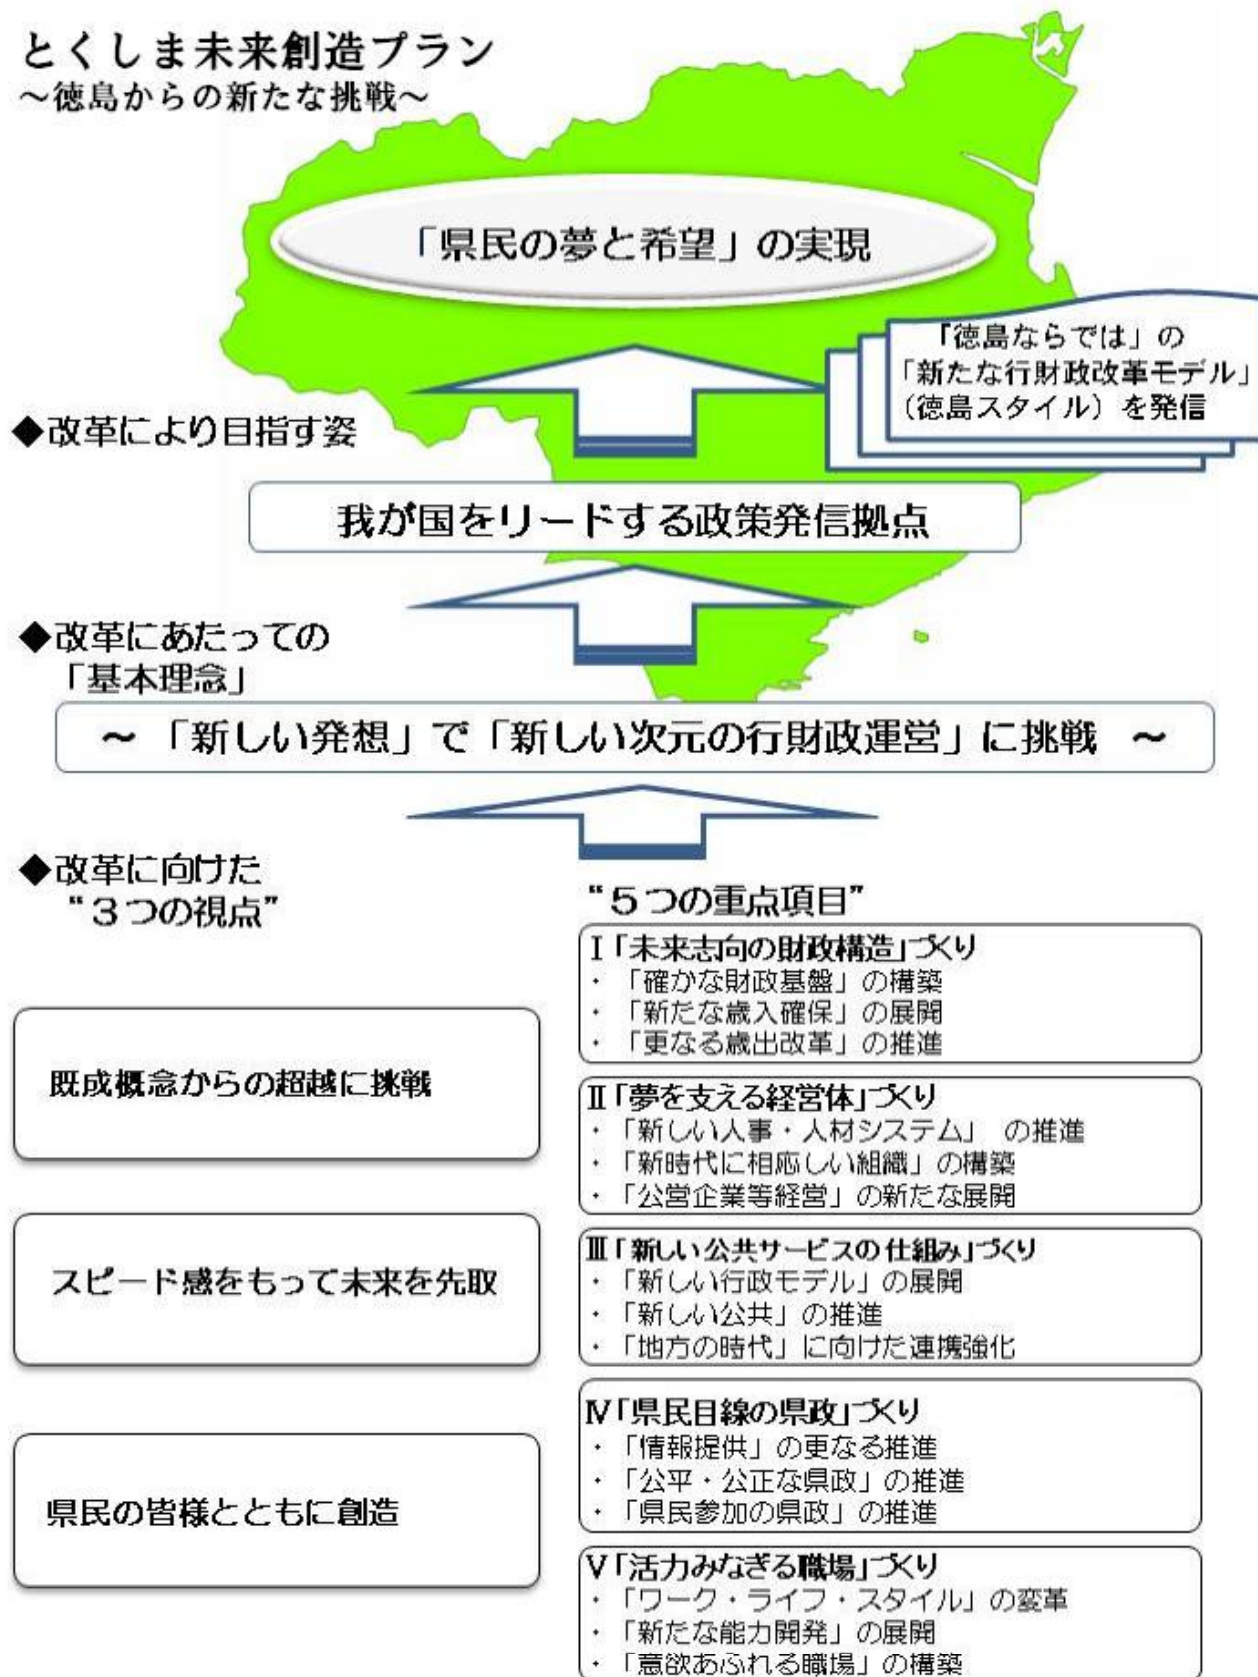 とくしま未来創造プラン
～徳島からの新たな挑戦～
「県民の夢と希望」の実現
「徳島ならでは」の
「新たな行財政改革モデル」
（徳島スタイル）を発信
◆改革により目指す姿
我が国をリードする政策発信拠点
◆改革にあたっての
「基本理念」
～「新しい発想」で「新しい次元の行財政運営」に挑戦 ～
◆改革に向けた
“３つの視点”
既成概念からの超越に挑戦
スピード感をもって未来を先取
県民の皆様とともに創造
“５つの重点項目”
Ⅰ「未来志向の財政構造」づくり
・「確かな財政基盤」の構築
・「新たな歳入確保」の展開
・「更なる歳出改革」の推進
Ⅱ「夢を支える経営体」づくり
・「新しい人事・人材システム」 の推進
・「新時代に相応しい組織」の構築
・「公営企業等経営」の新たな展開
Ⅲ「新しい公共サービスの仕組み」づくり
・「新しい行政モデル」の展開
・「新しい公共」の推進
・「地方の時代」に向けた連携強化
Ⅳ「県民目線の県政」づくり
・「情報提供」の更なる推進
・「公平・公正な県政」の推進
・「県民参加の県政」の推進
Ⅴ「活力みなぎる職場」づくり
・「ワーク・ライフ・スタイル」の変革
・「新たな能力開発」の展開
・「意欲あふれる職場」の構築